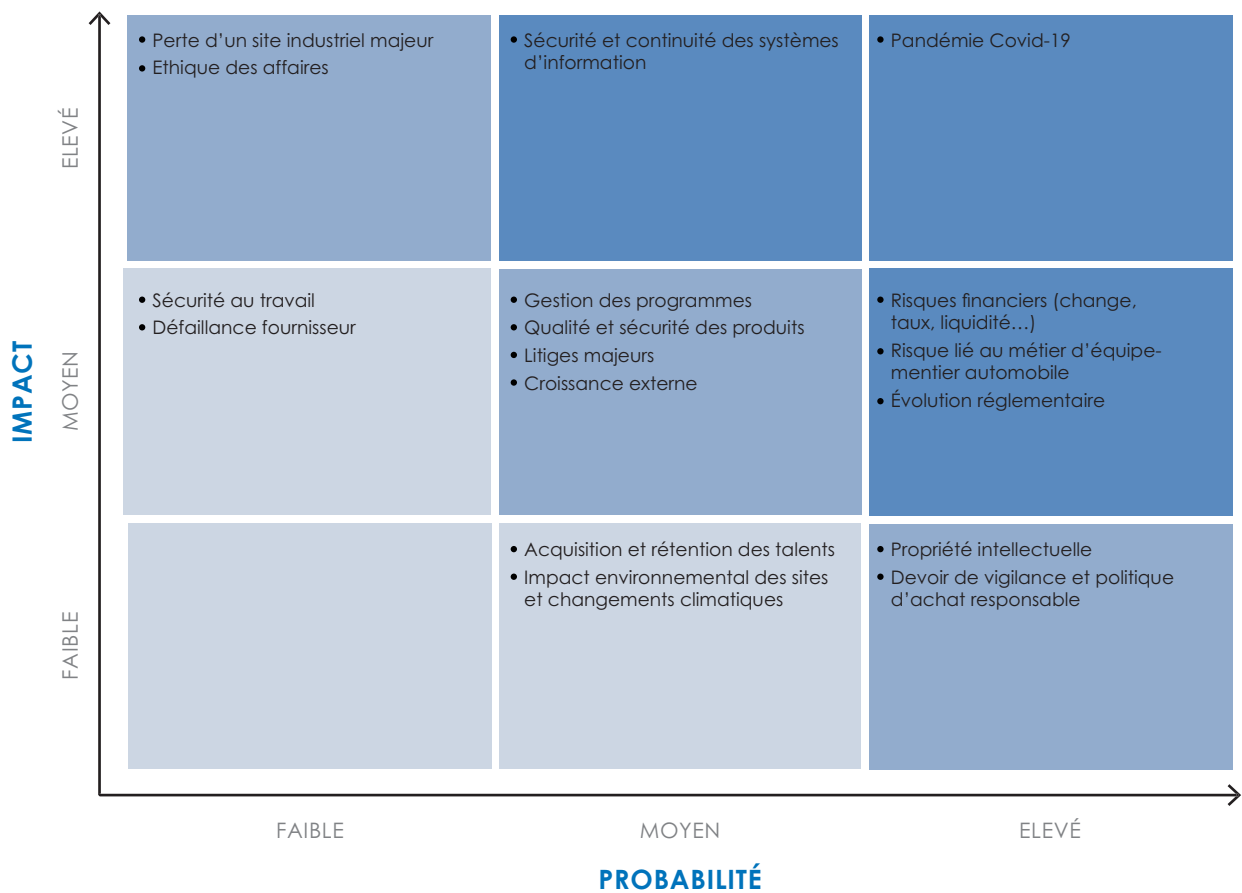 IMPACT
ELEVÉ
• Perte d’un site industriel majeur
• Ethique des affaires
• Sécurité et continuité des systèmes
d’information
• Pandémie Covid-19
MOYEN
• Sécurité au travail
• Défaillance fournisseur
• Gestion des programmes
• Qualité et sécurité des produits
• Litiges majeurs
• Croissance externe
• Risques financiers (change,
taux, liquidité…)
• Risque lié au métier d’équipe-
mentier automobile
• Évolution réglementaire
FAIBLE
• Acquisition et rétention des talents
• Impact environnemental des sites
et changements climatiques
• Propriété intellectuelle
• Devoir de vigilance et politique
d’achat responsable
FAIBLE
MOYEN
ELEVÉ
PROBABILITÉ